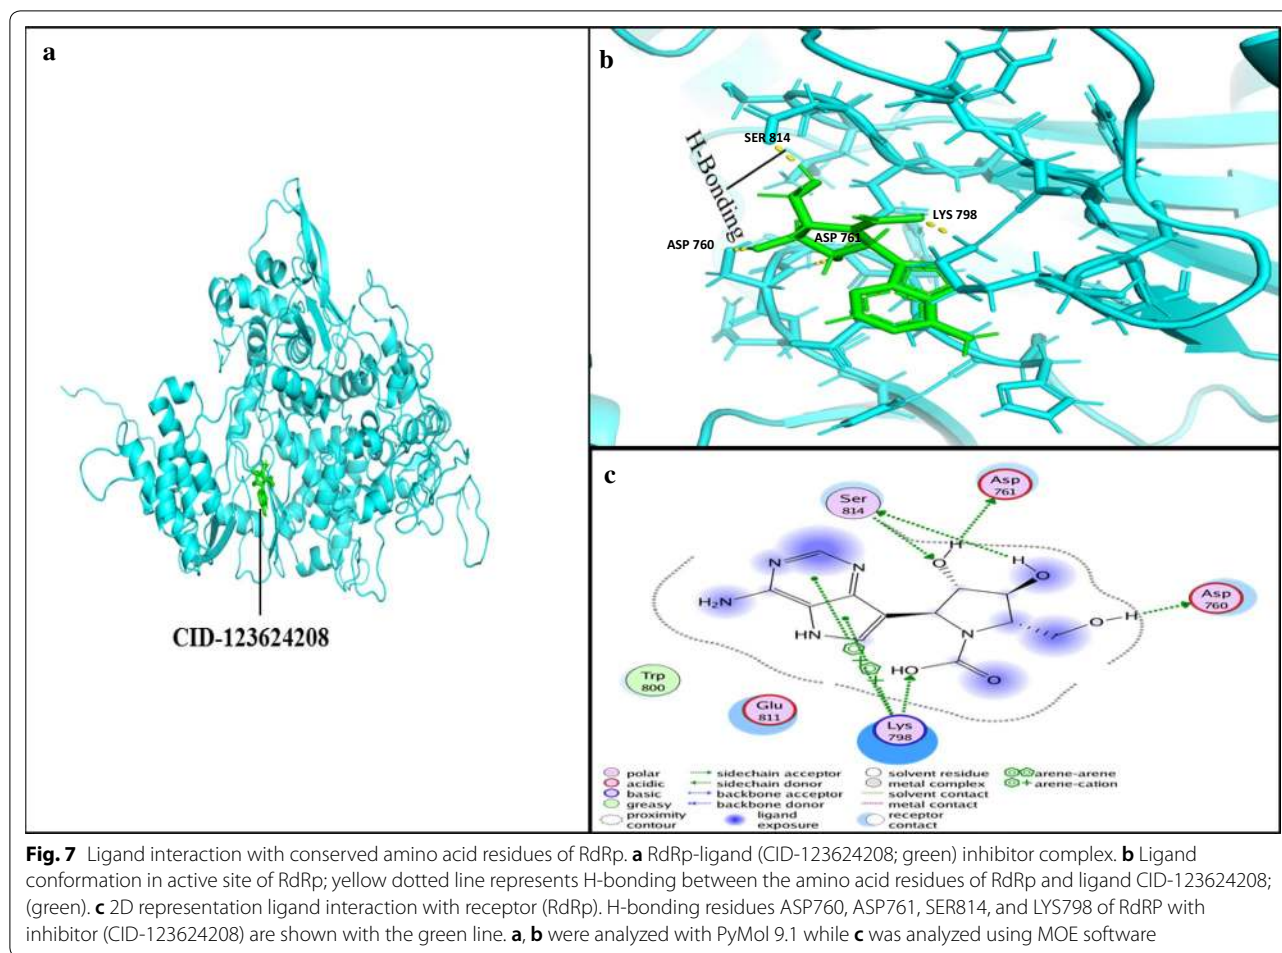 a
CID-123624208
b
SER 814
H-Bonding
LYS 798
ASP 761
ASP 760
c
Ser
814
Asp
761
H
H
O
O
N
N
H₂N
HN
N
O
H
Asp
760
HO
O
Trp
800
Glu
811
Lys
798
polar
acidic
basic
greasy
proximity
contour
sidechain acceptor
sidechain donor
backbone acceptor
backbone donor
ligand
exposure
solvent residue
metal complex
solvent contact
metal contact
receptor
contact
arene-arene
arene-cation
Fig. 7 Ligand interaction with conserved amino acid residues of RdRp. a RdRp-ligand (CID-123624208; green) inhibitor complex. b Ligand
conformation in active site of RdRp; yellow dotted line represents H-bonding between the amino acid residues of RdRp and ligand CID-123624208;
(green). c 2D representation ligand interaction with receptor (RdRp). H-bonding residues ASP760, ASP761, SER814, and LYS798 of RdRP with
inhibitor (CID-123624208) are shown with the green line. a, b were analyzed with PyMol 9.1 while c was analyzed using MOE software